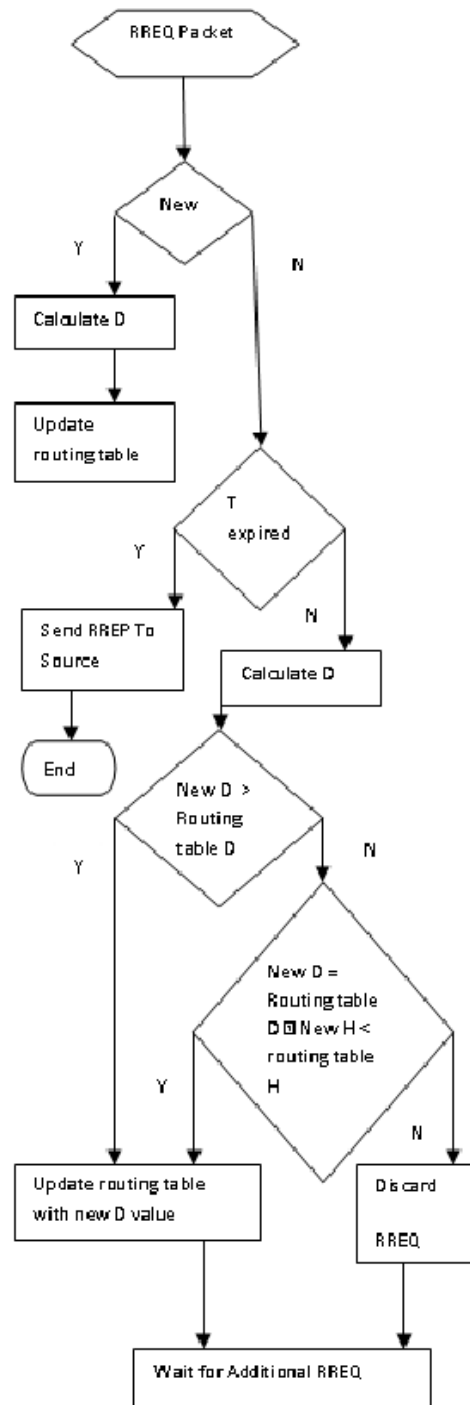 RREQ Packet
New
Y
N
Calculate D
Update
routing table
T
expired
Y
N
Send RREP To
Source
Calculate D
End
New D >
Routing
table D
Y
N
New D =
Routing table
D New H <
routing table
H
Y
N
Update routing table
with new D value
Discard
RREQ
Wait for Additional RREQ